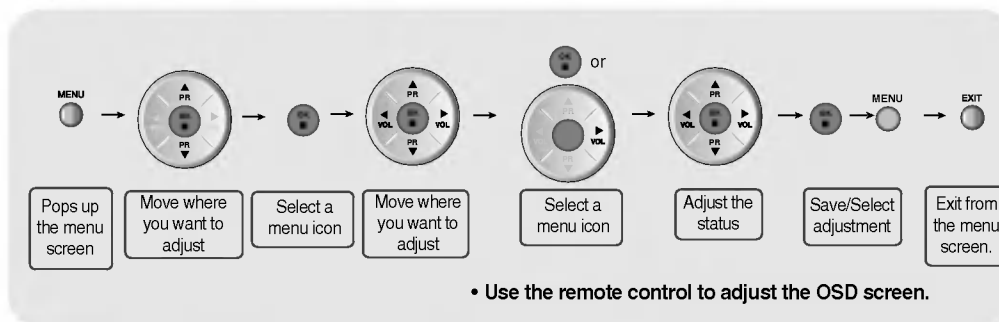 or
MENU
PR
PR
PR
VOL
VOL
PR
VOL
PR
VOL
VOL
PR
MENU
EXIT
Pops up
the menu
screen
Move where
you want to
adjust
Select a
menu icon
Move where
you want to
adjust
Select a
menu icon
Adjust the
status
Save/Select
adjustment
Exit from
the menu
screen.
• Use the remote control to adjust the OSD screen.